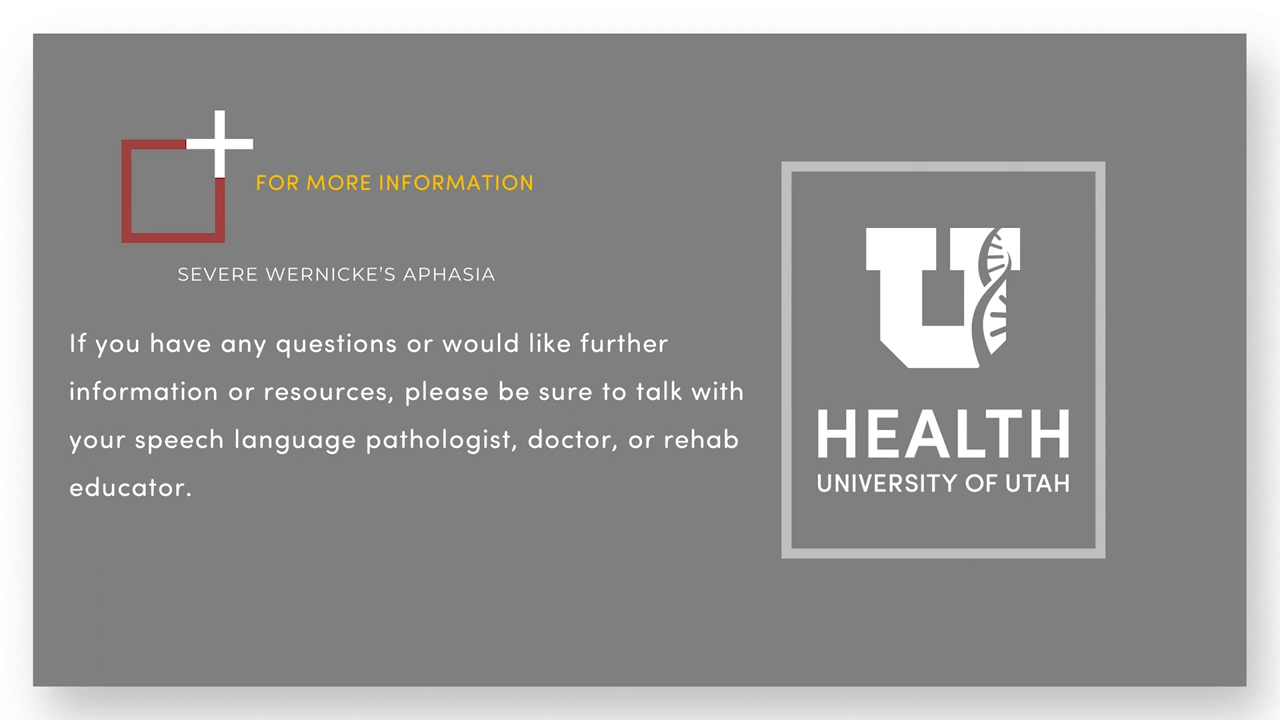 FOR MORE INFORMATION
SEVERE WERNICKE’S APHASIA
If you have any questions or would like further
information or resources, please be sure to talk with
your speech language pathologist, doctor, or rehab
educator.
U
HEALTH
UNIVERSITY OF UTAH